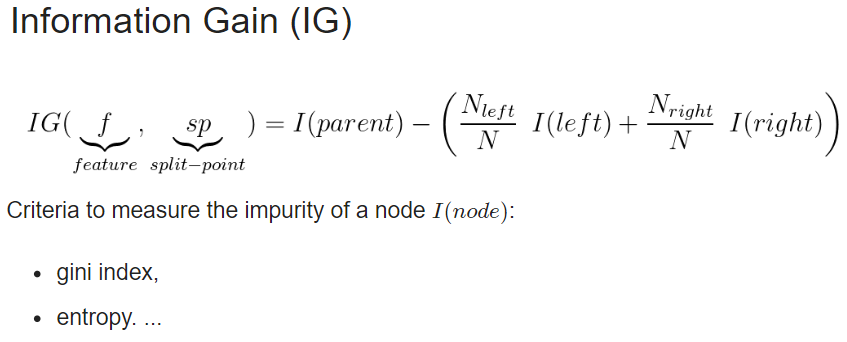 Information Gain (IG)
IG( f , sp ) = I(parent) − ( N_left / N I(left) + N_right / N I(right) )
feature split−point
Criteria to measure the impurity of a node I(node):
• gini index,
• entropy. ...